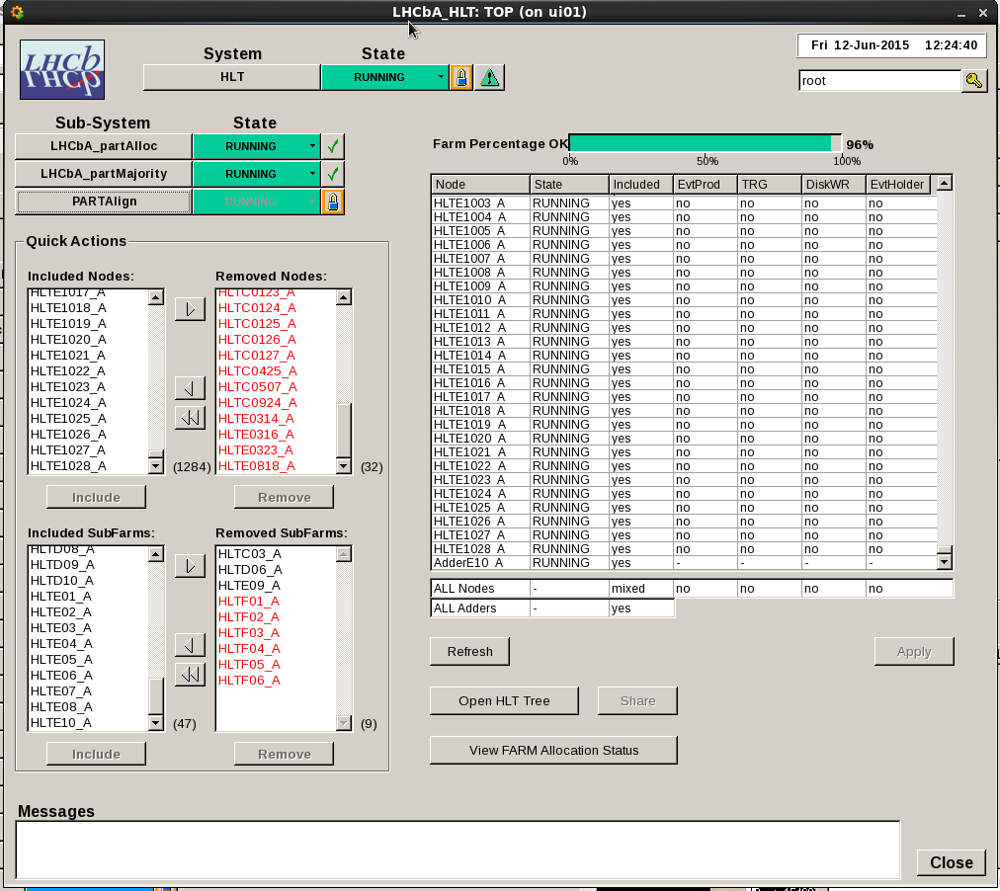 LHCbA_HLT: TOP (on ui01)
LHCb
LHCb
System State
HLT RUNNING
Fri 12-Jun-2015 12:24:40
root
Sub-System State
LHCbA_partAlloc RUNNING
LHCbA_partMajority RUNNING
PARTAlign RUNNING
Farm Percentage OK 96%
0% 50% 100%
Node State Included EvtProd TRG DiskWR EvtHolder
HLTE1003_A RUNNING yes no no no no
HLTE1004_A RUNNING yes no no no no
HLTE1005_A RUNNING yes no no no no
HLTE1006_A RUNNING yes no no no no
HLTE1007_A RUNNING yes no no no no
HLTE1008_A RUNNING yes no no no no
HLTE1009_A RUNNING yes no no no no
HLTE1010_A RUNNING yes no no no no
HLTE1011_A RUNNING yes no no no no
HLTE1012_A RUNNING yes no no no no
HLTE1013_A RUNNING yes no no no no
HLTE1014_A RUNNING yes no no no no
HLTE1015_A RUNNING yes no no no no
HLTE1016_A RUNNING yes no no no no
HLTE1017_A RUNNING yes no no no no
HLTE1018_A RUNNING yes no no no no
HLTE1019_A RUNNING yes no no no no
HLTE1020_A RUNNING yes no no no no
HLTE1021_A RUNNING yes no no no no
HLTE1022_A RUNNING yes no no no no
HLTE1023_A RUNNING yes no no no no
HLTE1024_A RUNNING yes no no no no
HLTE1025_A RUNNING yes no no no no
HLTE1026_A RUNNING yes no no no no
HLTE1027_A RUNNING yes no no no no
HLTE1028_A RUNNING yes no no no no
AdderE10_A RUNNING yes - - - -
ALL Nodes - mixed no no no no
ALL Adders - yes
Refresh Apply
Open HLT Tree Share
View FARM Allocation Status
Quick Actions
Included Nodes:
HLTE1017_A
HLTE1018_A
HLTE1019_A
HLTE1020_A
HLTE1021_A
HLTE1022_A
HLTE1023_A
HLTE1024_A
HLTE1025_A
HLTE1026_A
HLTE1027_A
HLTE1028_A
(1284)
Include
Removed Nodes:
HLTC0123_A
HLTC0124_A
HLTC0125_A
HLTC0126_A
HLTC0127_A
HLTC0425_A
HLTC0507_A
HLTC0924_A
HLTE0314_A
HLTE0316_A
HLTE0323_A
HLTE0818_A
(32)
Remove
Included SubFarms:
HLTD08_A
HLTD09_A
HLTD10_A
HLTE01_A
HLTE02_A
HLTE03_A
HLTE04_A
HLTE05_A
HLTE06_A
HLTE07_A
HLTE08_A
HLTE10_A
(47)
Include
Removed SubFarms:
HLTC03_A
HLTD06_A
HLTE09_A
HLTF01_A
HLTF02_A
HLTF03_A
HLTF04_A
HLTF05_A
HLTF06_A
(9)
Remove
Messages
Close